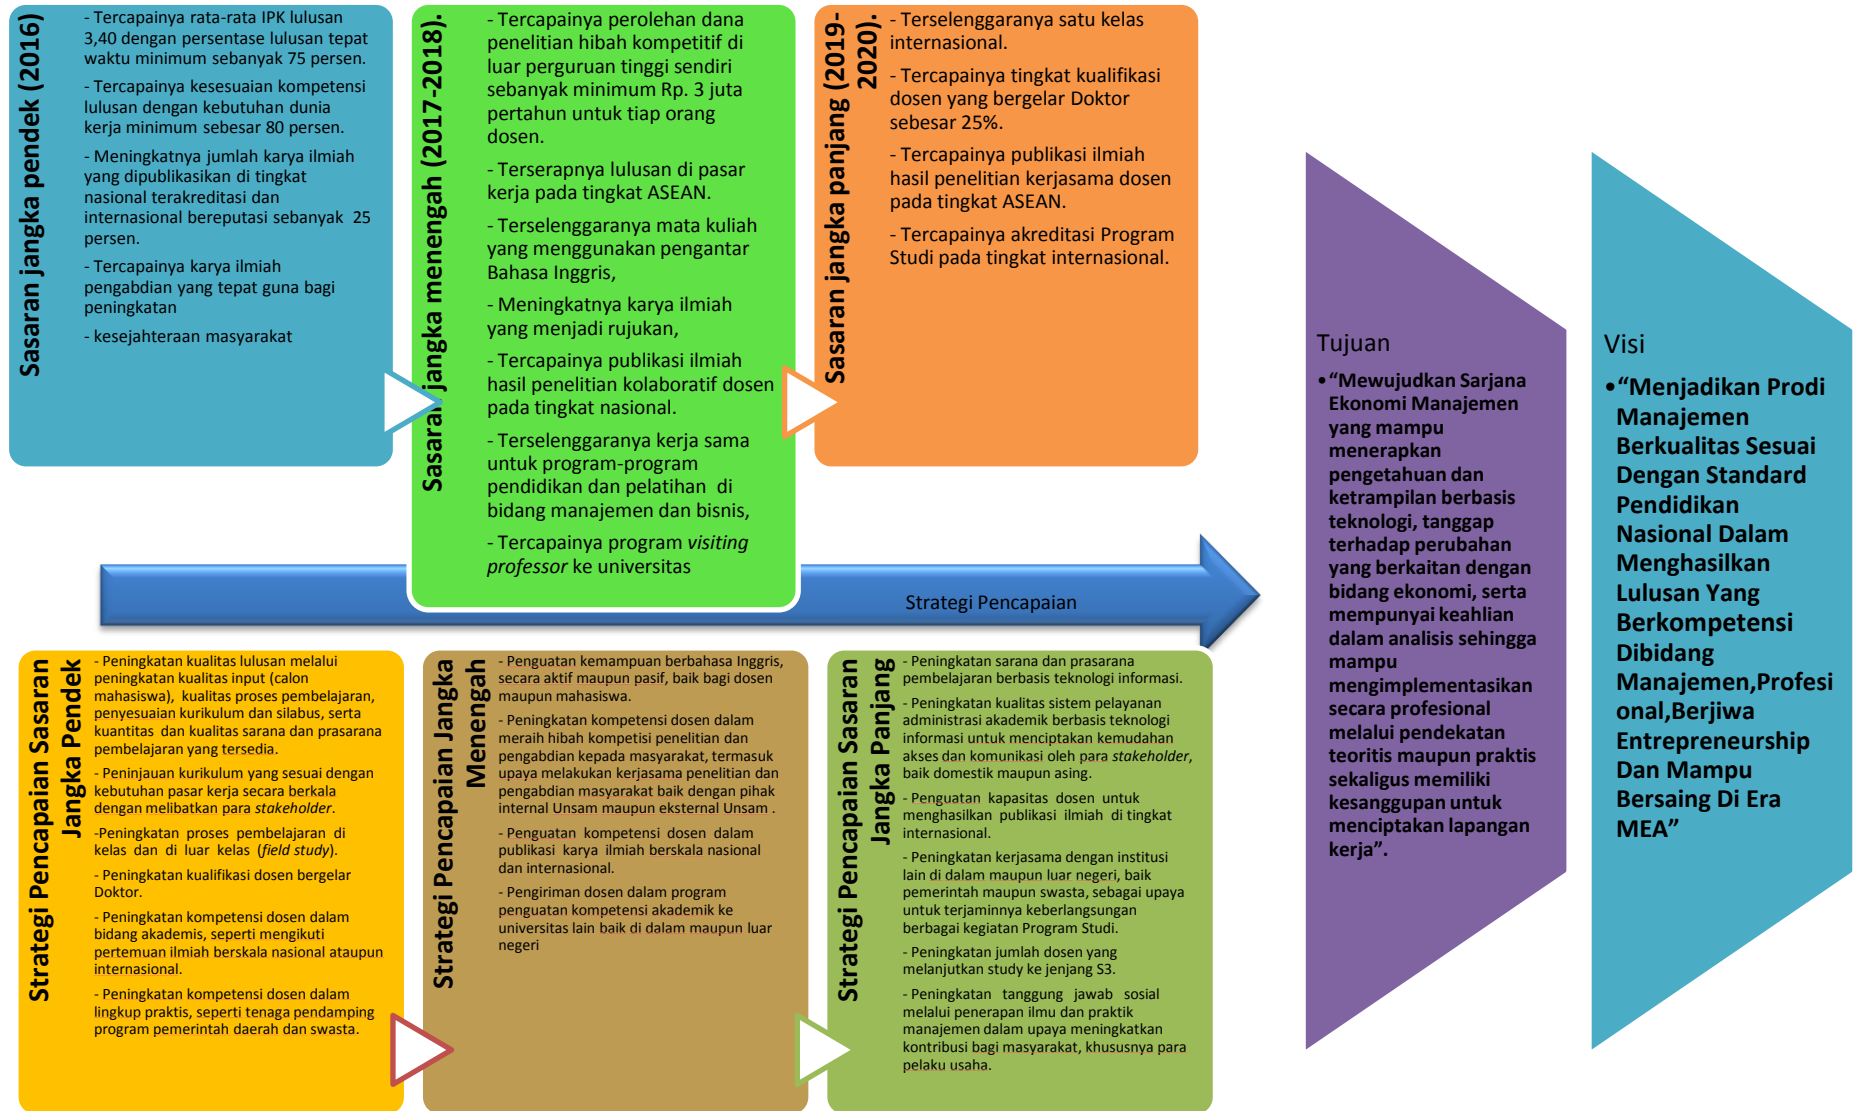 Sasaran jangka pendek (2016)
- Tercapainya rata-rata IPK lulusan
3,40 dengan persentase lulusan tepat
waktu minimum sebanyak 75 persen.
- Tercapainya kesesuaian kompetensi
lulusan dengan kebutuhan dunia
kerja minimum sebesar 80 persen.
- Meningkatnya jumlah karya ilmiah
yang dipublikasikan di tingkat
nasional terakreditasi dan
internasional bereputasi sebanyak 25
persen.
- Tercapainya karya ilmiah
pengabdian yang tepat guna bagi
peningkatan
- kesejahteraan masyarakat
Sasaran jangka menengah (2017-2018).
- Tercapainya perolehan dana
penelitian hibah kompetitif di
luar perguruan tinggi sendiri
sebanyak minimum Rp. 3 juta
pertahun untuk tiap orang
dosen.
- Terserapnya lulusan di pasar
kerja pada tingkat ASEAN.
- Terselenggaranya mata kuliah
yang menggunakan pengantar
Bahasa Inggris,
- Meningkatnya karya ilmiah
yang menjadi rujukan,
- Tercapainya publikasi ilmiah
hasil penelitian kolaboratif dosen
pada tingkat nasional.
- Terselenggaranya kerja sama
untuk program-program
pendidikan dan pelatihan di
bidang manajemen dan bisnis,
- Tercapainya program visiting
professor ke universitas
Sasaran jangka panjang (2019-
2020).
- Terselenggaranya satu kelas
internasional.
- Tercapainya tingkat kualifikasi
dosen yang bergelar Doktor
sebesar 25%.
- Tercapainya publikasi ilmiah
hasil penelitian kerjasama dosen
pada tingkat ASEAN.
- Tercapainya akreditasi Program
Studi pada tingkat internasional.
Strategi Pencapaian
Strategi Pencapaian Sasaran
Jangka Pendek
- Peningkatan kualitas lulusan melalui
peningkatan kualitas input (calon
mahasiswa), kualitas proses pembelajaran,
penyesuaian kurikulum dan silabus, serta
kuantitas dan kualitas sarana dan prasarana
pembelajaran yang tersedia.
- Peninjauan kurikulum yang sesuai dengan
kebutuhan pasar kerja secara berkala
dengan melibatkan para stakeholder.
-Peningkatan proses pembelajaran di
kelas dan di luar kelas (field study).
- Peningkatan kualifikasi dosen bergelar
Doktor.
- Peningkatan kompetensi dosen dalam
bidang akademis, seperti mengikuti
pertemuan ilmiah berskala nasional ataupun
internasional.
- Peningkatan kompetensi dosen dalam
lingkup praktis, seperti tenaga pendamping
program pemerintah daerah dan swasta.
Strategi Pencapaian Jangka
Menengah
- Penguatan kemampuan berbahasa Inggris,
secara aktif maupun pasif, baik bagi dosen
maupun mahasiswa.
- Peningkatan kompetensi dosen dalam
meraih hibah kompetisi penelitian dan
pengabdian kepada masyarakat, termasuk
upaya melakukan kerjasama penelitian dan
pengabdian masyarakat baik dengan pihak
internal Unsam maupun eksternal Unsam .
- Penguatan kompetensi dosen dalam
publikasi karya ilmiah berskala nasional
dan internasional.
- Pengiriman dosen dalam program
penguatan kompetensi akademik ke
universitas lain baik di dalam maupun luar
negeri
Strategi Pencapaian Sasaran
Jangka Panjang
- Peningkatan sarana dan prasarana
pembelajaran berbasis teknologi informasi.
- Peningkatan kualitas sistem pelayanan
administrasi akademik berbasis teknologi
informasi untuk menciptakan kemudahan
akses dan komunikasi oleh para stakeholder,
baik domestik maupun asing.
- Penguatan kapasitas dosen untuk
menghasilkan publikasi ilmiah di tingkat
internasional.
- Peningkatan kerjasama dengan institusi
lain di dalam maupun luar negeri, baik
pemerintah maupun swasta, sebagai upaya
untuk terjaminnya keberlangsungan
berbagai kegiatan Program Studi.
- Peningkatan jumlah dosen yang
melanjutkan study ke jenjang S3.
- Peningkatan tanggung jawab sosial
melalui penerapan ilmu dan praktik
manajemen dalam upaya meningkatkan
kontribusi bagi masyarakat, khususnya para
pelaku usaha.
Tujuan
•“Mewujudkan Sarjana
Ekonomi Manajemen
yang mampu
menerapkan
pengetahuan dan
ketrampilan berbasis
teknologi, tanggap
terhadap perubahan
yang berkaitan dengan
bidang ekonomi, serta
mempunyai keahlian
dalam analisis sehingga
mampu
mengimplementasikan
secara profesional
melalui pendekatan
teoritis maupun praktis
sekaligus memiliki
kesanggupan untuk
menciptakan lapangan
kerja”.
Visi
•“Menjadikan Prodi
Manajemen
Berkualitas Sesuai
Dengan Standard
Pendidikan
Nasional Dalam
Menghasilkan
Lulusan Yang
Berkompetensi
Dibidang
Manajemen,Profesi
onal,Berjiwa
Entrepreneurship
Dan Mampu
Bersaing Di Era
MEA”